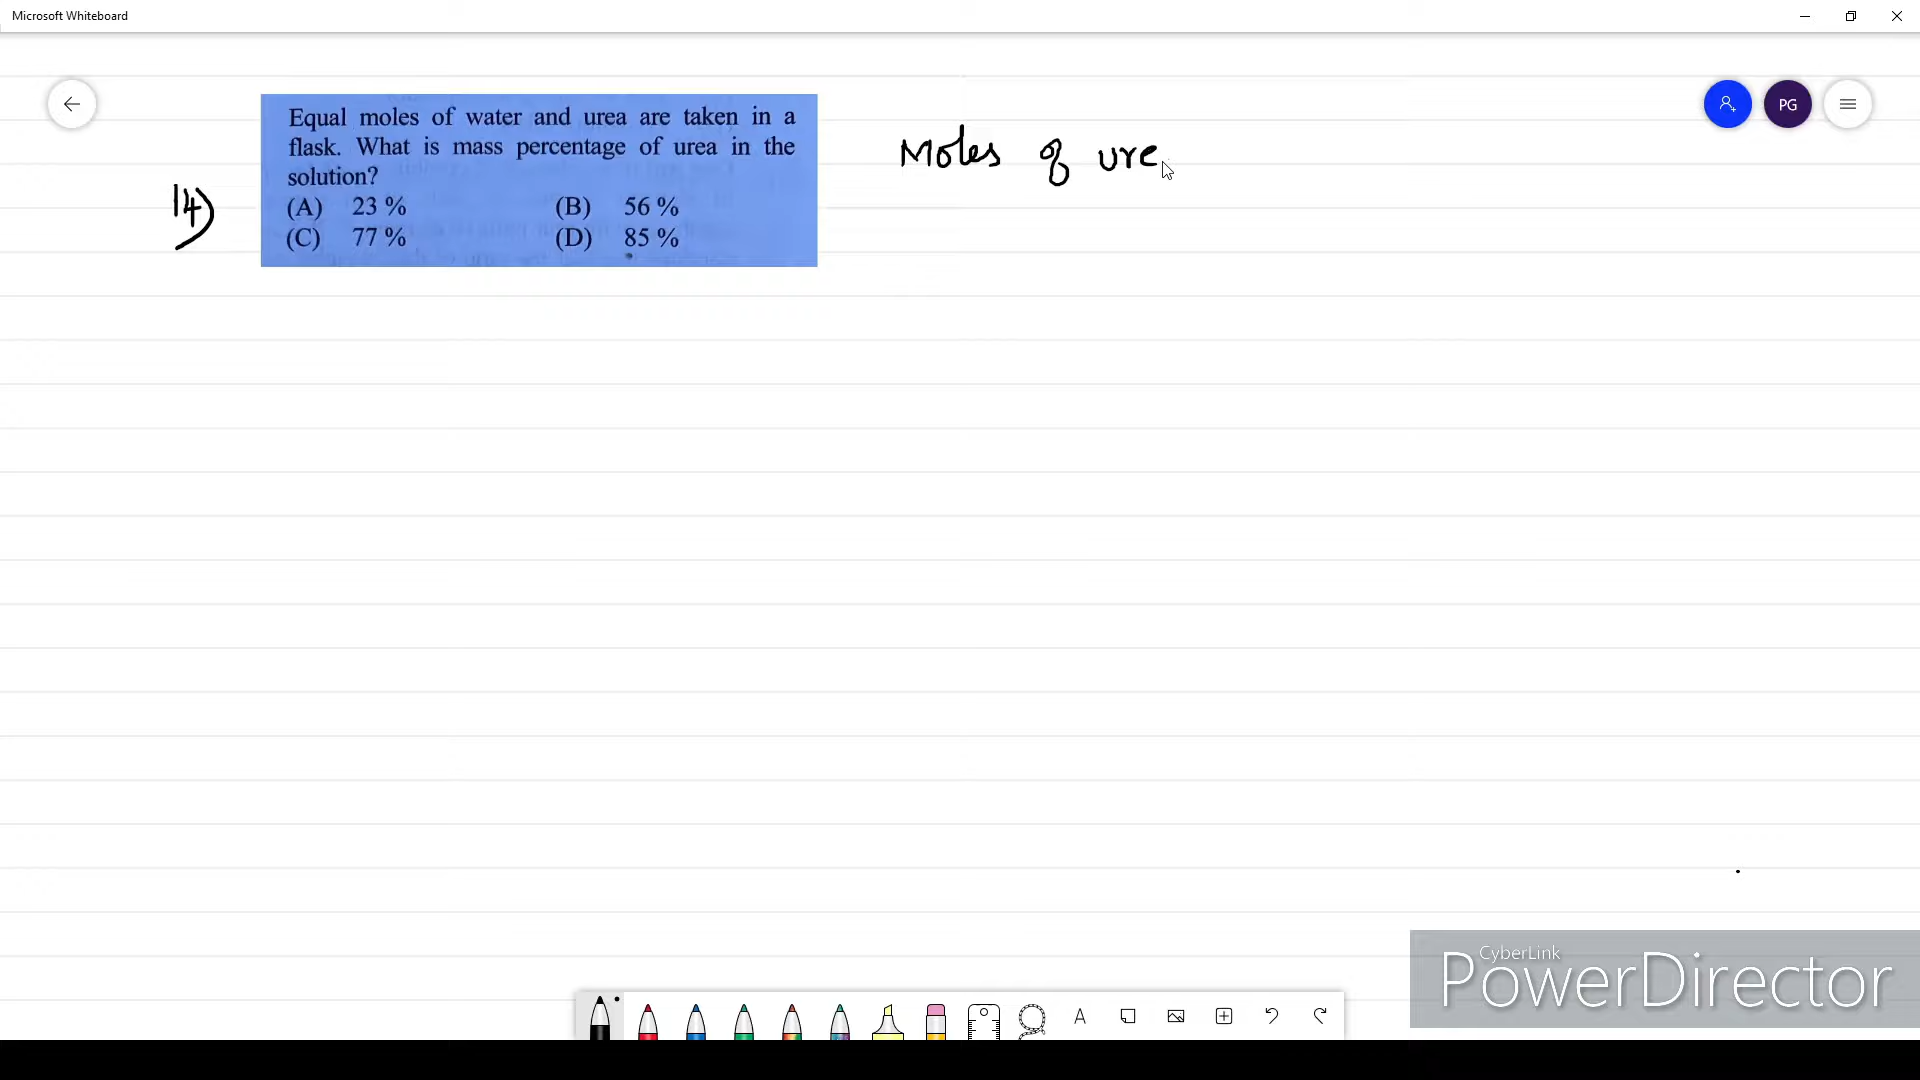 Microsoft Whiteboard
PG
Equal moles of water and urea are taken in a
flask. What is mass percentage of urea in the
solution?
14)
(A) 23 % (B) 56 %
(C) 77 % (D) 85 %
Moles of ure
A
CyberLink
PowerDirector